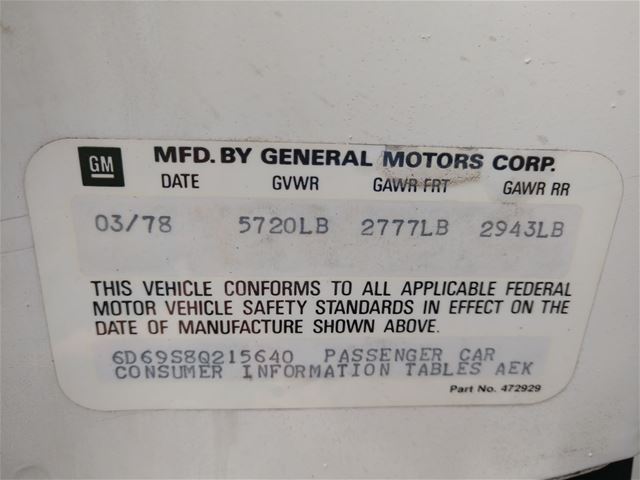 GM MFD. BY GENERAL MOTORS CORP.
DATE GVWR GAWR FRT GAWR RR
03/78 5720LB 2777LB 2943LB
THIS VEHICLE CONFORMS TO ALL APPLICABLE FEDERAL
MOTOR VEHICLE SAFETY STANDARDS IN EFFECT ON THE
DATE OF MANUFACTURE SHOWN ABOVE.
6D69S8Q215640 PASSENGER CAR
CONSUMER INFORMATION TABLES AEK
Part No. 472929